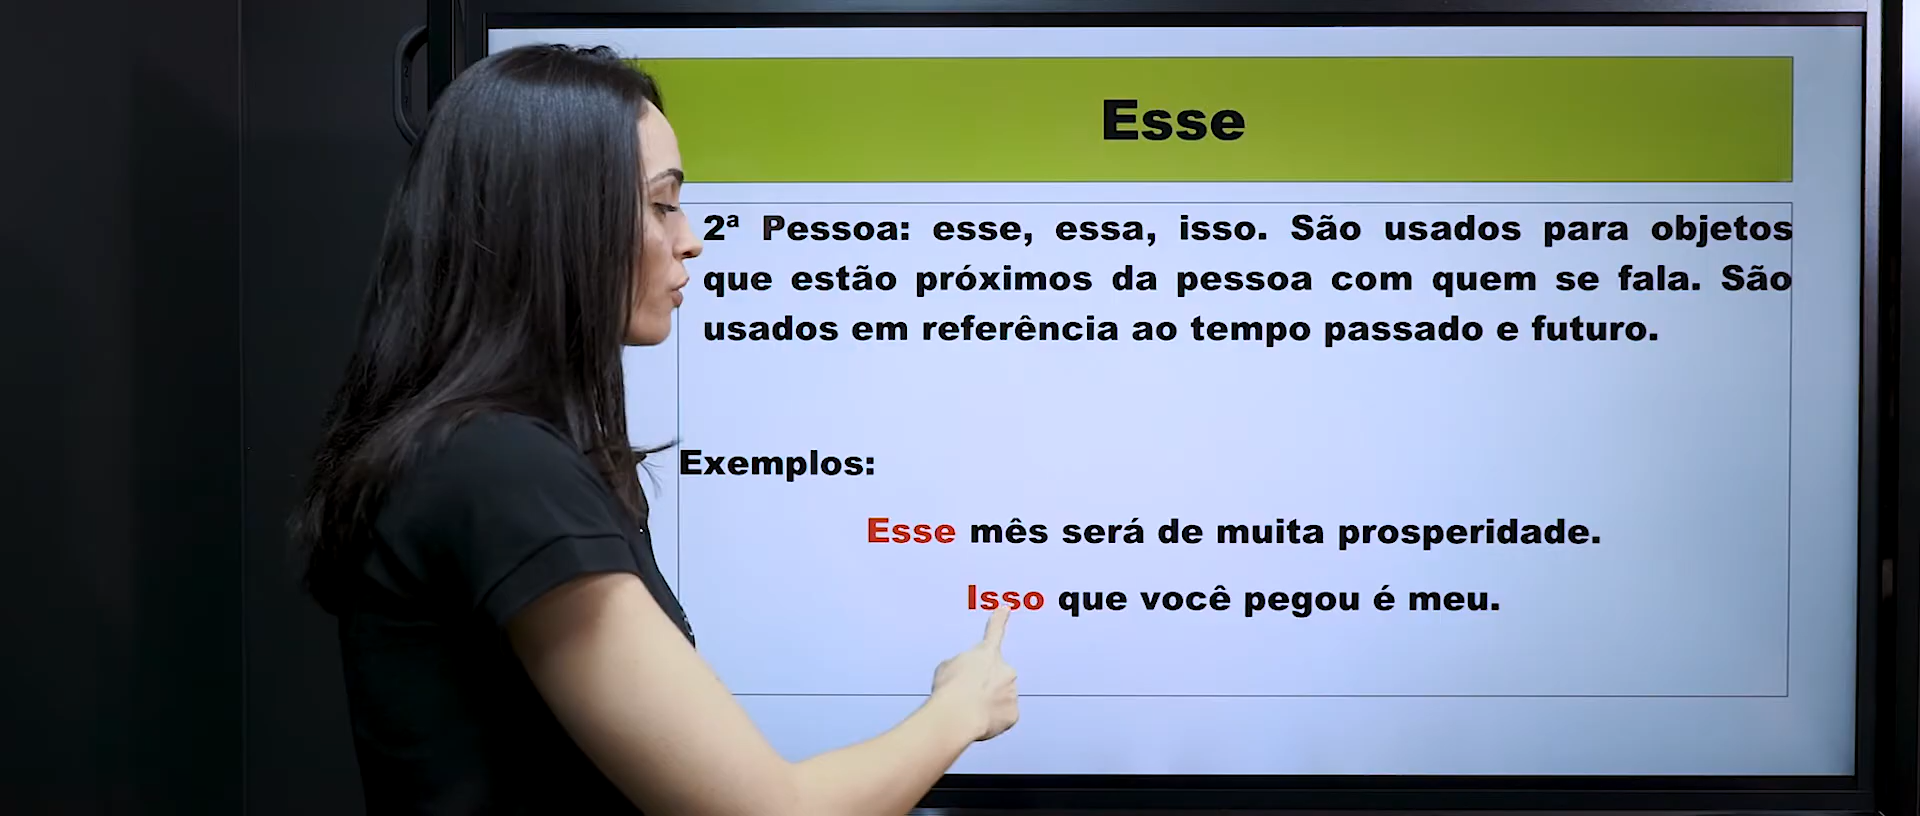 Esse
2ª Pessoa: esse, essa, isso. São usados para objetos
que estão próximos da pessoa com quem se fala. São
usados em referência ao tempo passado e futuro.
Exemplos:
Esse mês será de muita prosperidade.
Isso que você pegou é meu.